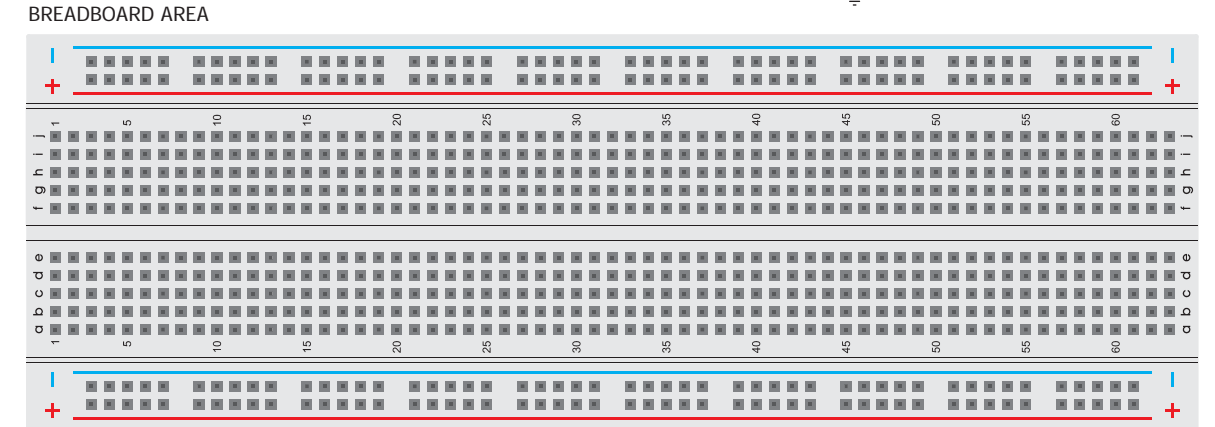 BREADBOARD AREA
− −
+ +
1 5 10 15 20 25 30 35 40 45 50 55 60
j j
i i
h h
g g
f f
e e
d d
c c
b b
a a
1 5 10 15 20 25 30 35 40 45 50 55 60
− −
+ +